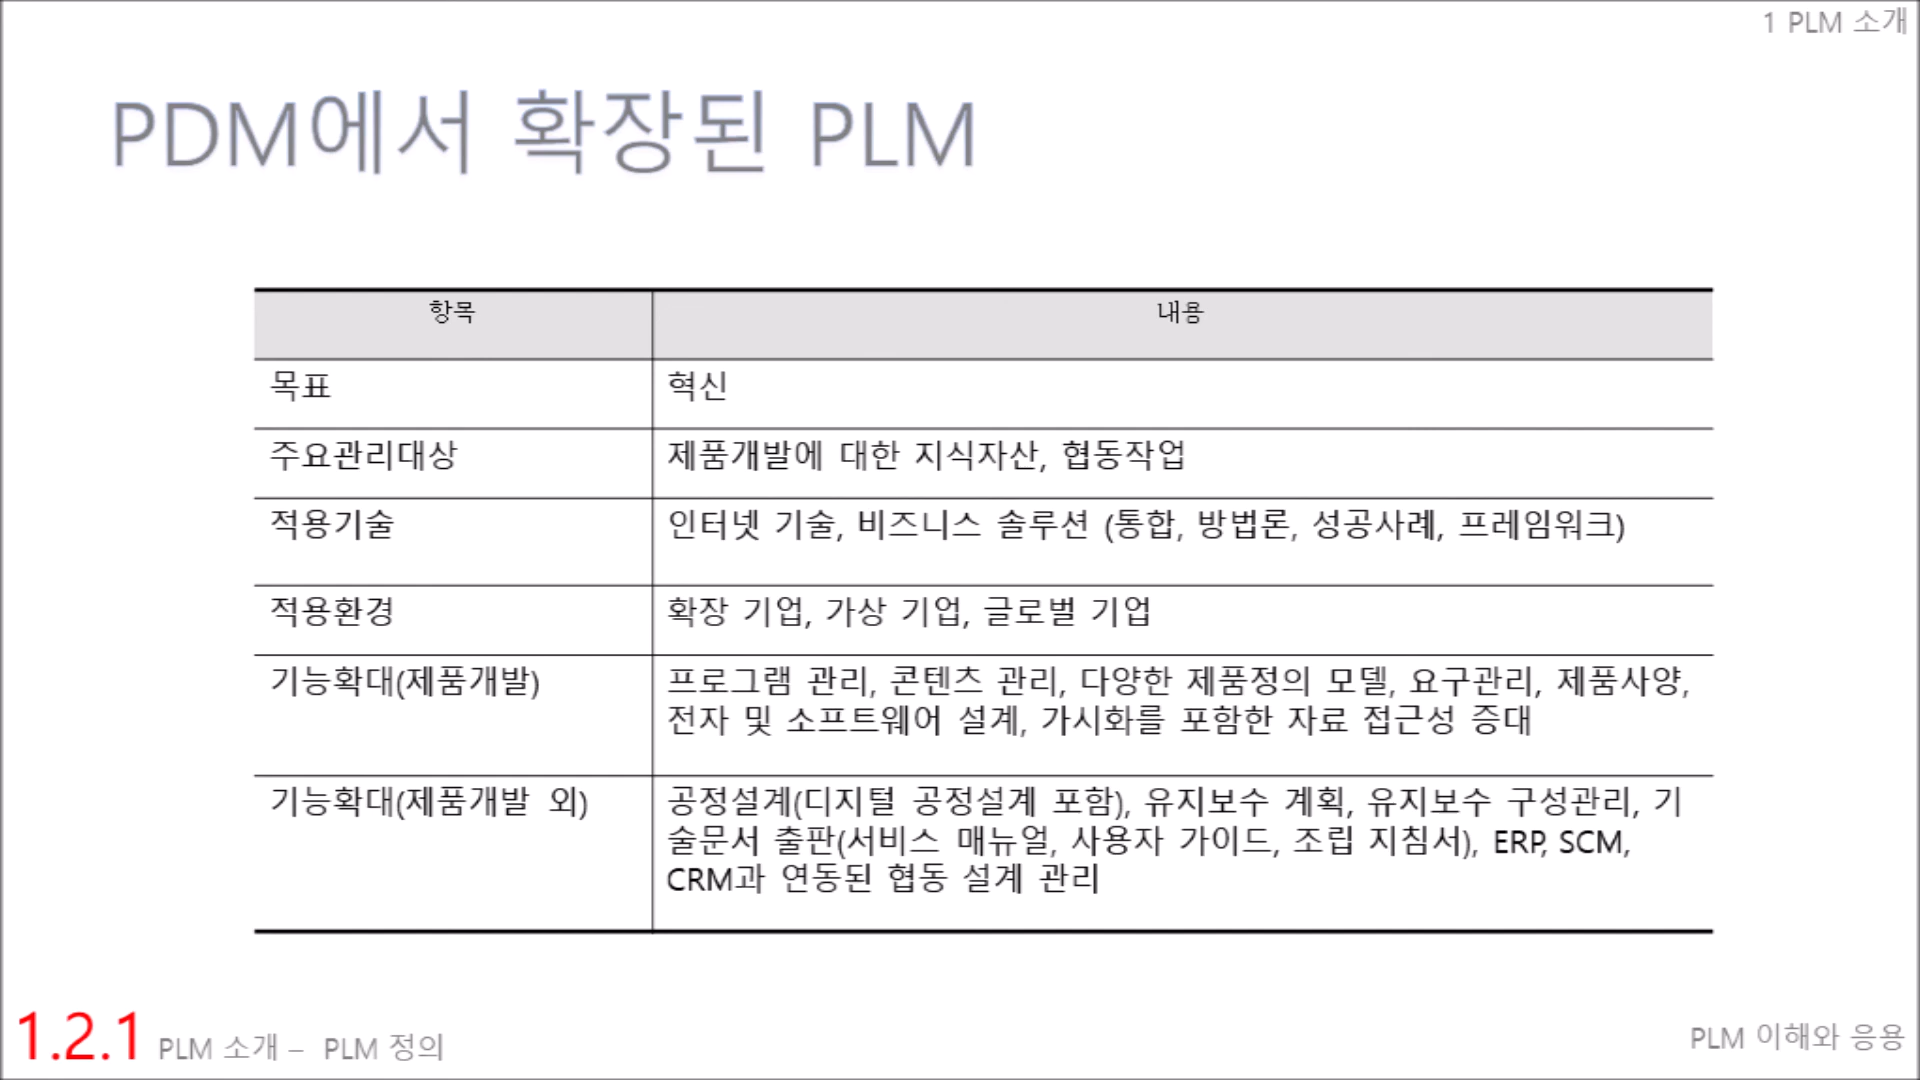 1 PLM 소개
PDM에서 확장된 PLM
항목 내용
목표 혁신
주요관리대상 제품개발에 대한 지식자산, 협동작업
적용기술 인터넷 기술, 비즈니스 솔루션 (통합, 방법론, 성공사례, 프레임워크)
적용환경 확장 기업, 가상 기업, 글로벌 기업
기능확대(제품개발) 프로그램 관리, 콘텐츠 관리, 다양한 제품정의 모델, 요구관리, 제품사양,
전자 및 소프트웨어 설계, 가시화를 포함한 자료 접근성 증대
기능확대(제품개발 외) 공정설계(디지털 공정설계 포함), 유지보수 계획, 유지보수 구성관리, 기
술문서 출판(서비스 매뉴얼, 사용자 가이드, 조립 지침서), ERP, SCM,
CRM과 연동된 협동 설계 관리
1.2.1 PLM 소개 – PLM 정의
PLM 이해와 응용